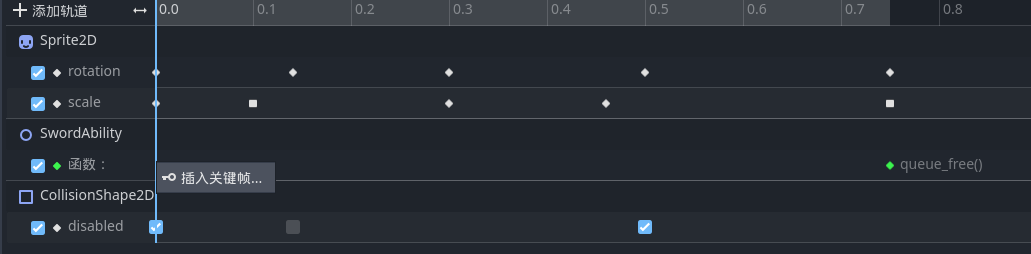 添加轨道 0.0 0.1 0.2 0.3 0.4 0.5 0.6 0.7 0.8
Sprite2D
rotation
scale
SwordAbility
函数： queue_free()
插入关键帧...
CollisionShape2D
disabled